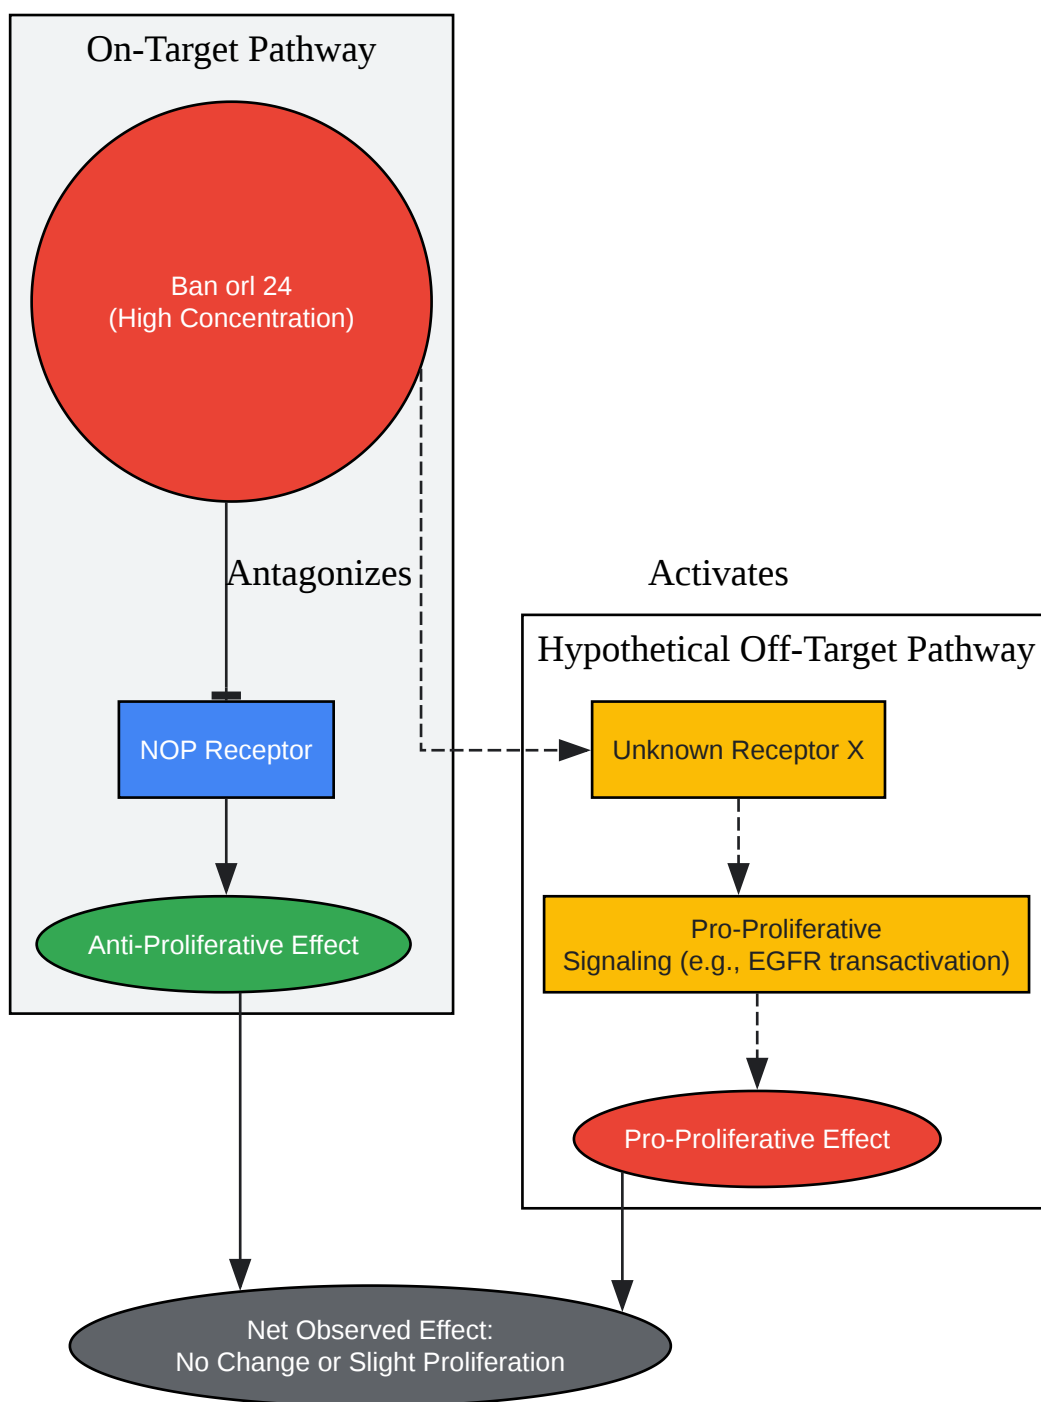 On-Target Pathway
Ban orl 24
(High Concentration)
Antagonizes
Activates
Hypothetical Off-Target Pathway
NOP Receptor
Unknown Receptor X
Anti-Proliferative Effect
Pro-Proliferative
Signaling (e.g., EGFR transactivation)
Pro-Proliferative Effect
Net Observed Effect:
No Change or Slight Proliferation